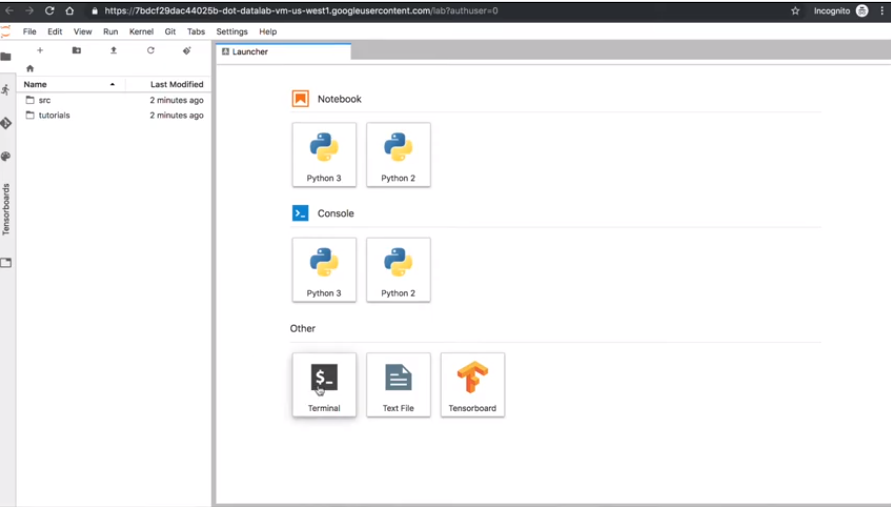 https://7bdcf29dac44025b-dot-datalab-vm-us-west1.googleusercontent.com/lab?authuser=0
Incognito
File Edit View Run Kernel Git Tabs Settings Help
Launcher
Name Last Modified
src 2 minutes ago
tutorials 2 minutes ago
Tensorboards
Notebook
Python 3 Python 2
>_ Console
Python 3 Python 2
Other
$_
Terminal Text File Tensorboard